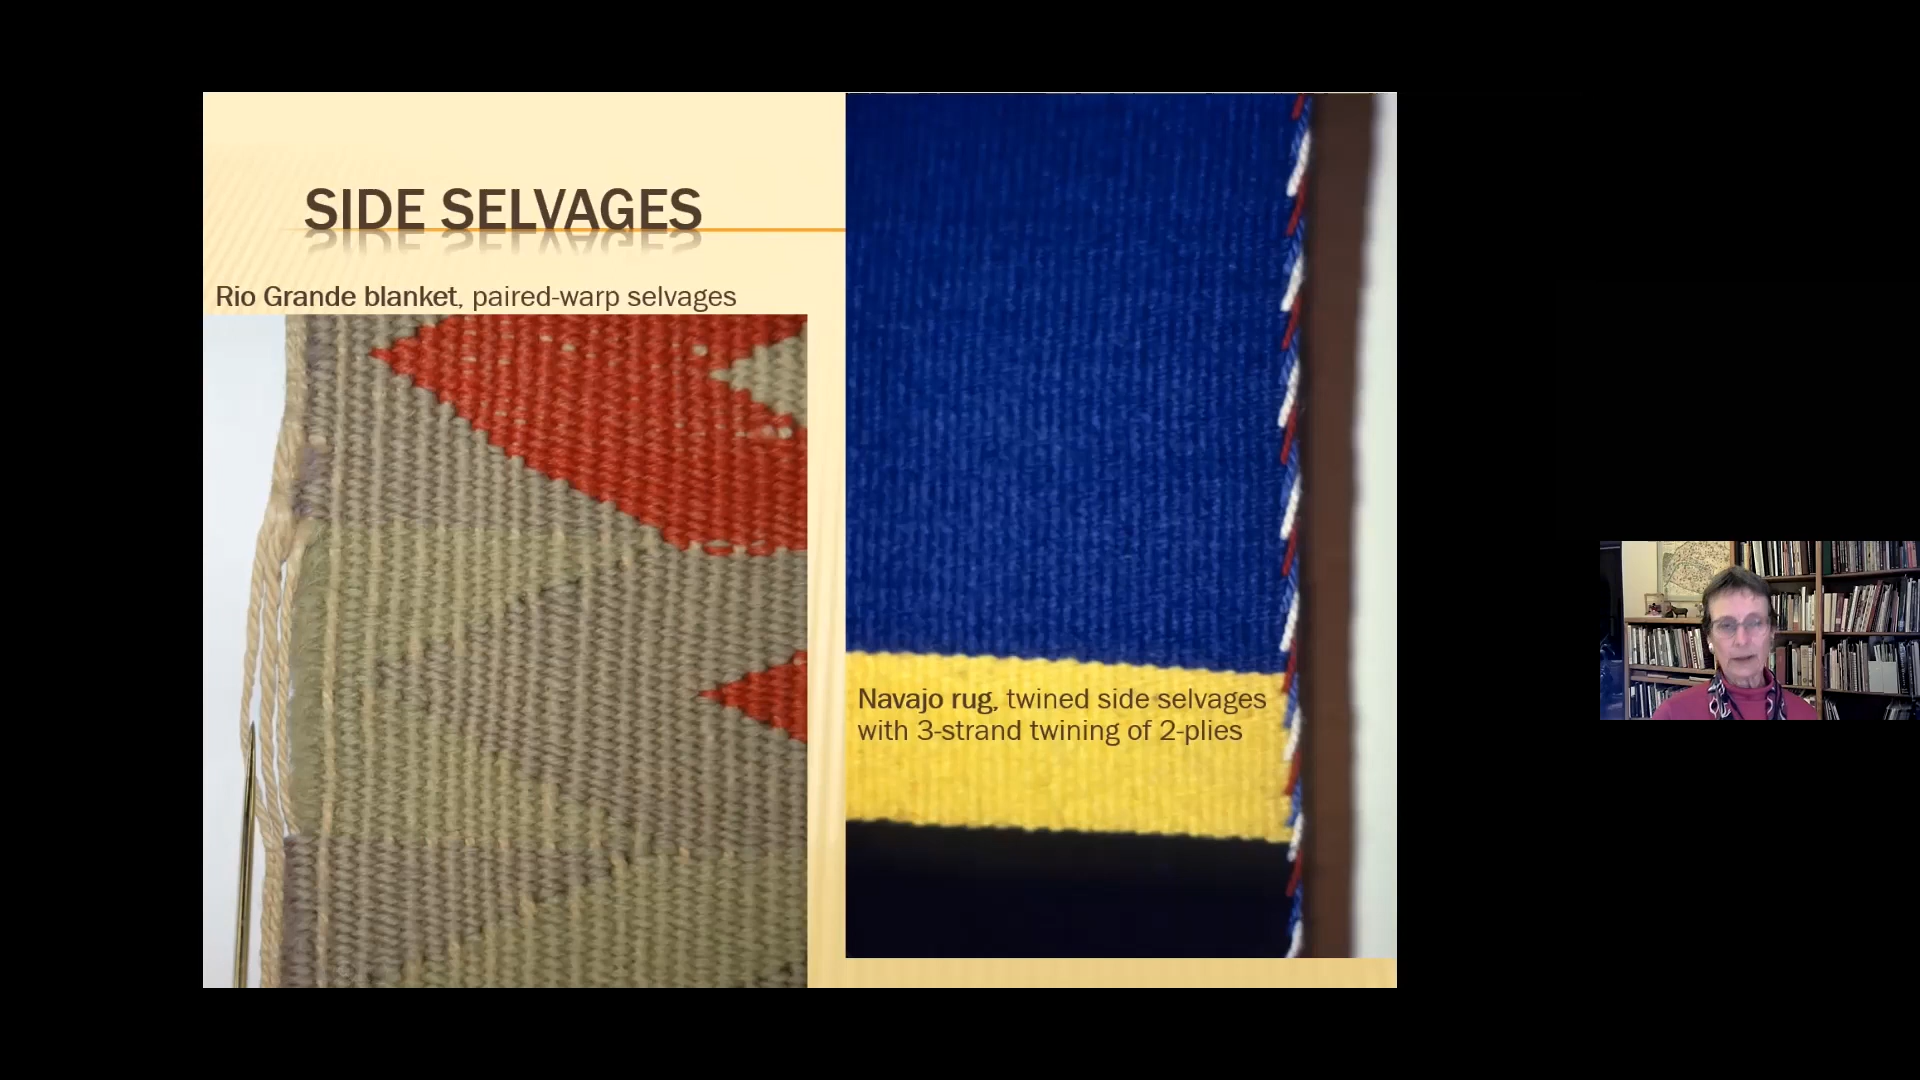 SIDE SELVAGES
Rio Grande blanket, paired-warp selvages
Navajo rug, twined side selvages
with 3-strand twining of 2-plies